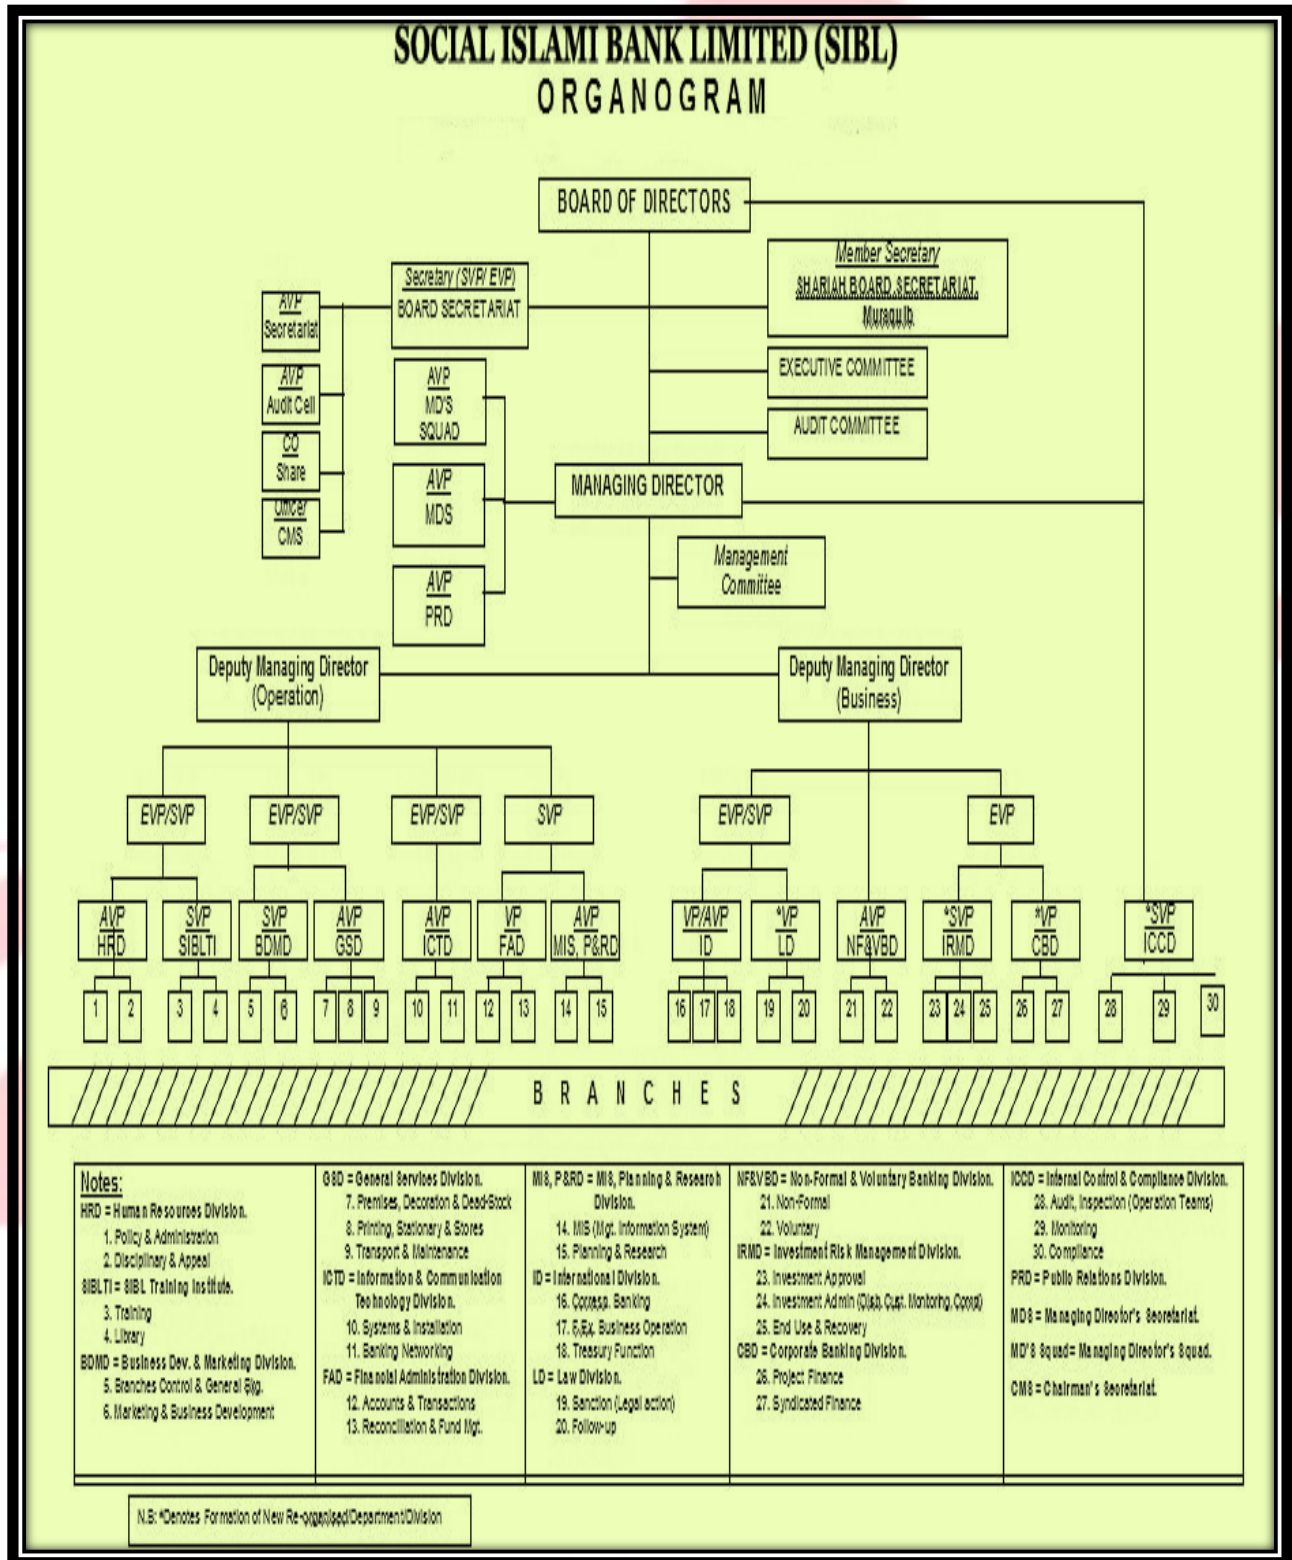 SOCIAL ISLAMI BANK LIMITED (SIBL)
ORGANOGRAM
BOARD OF DIRECTORS
Member Secretary
SHARIAH BOARD SECRETARIAT.
Muraquib
Secretary (SVP/ EVP)
BOARD SECRETARIAT
AVP
Secretariat
EXECUTIVE COMMITTEE
AVP
MD'S
SQUAD
AVP
Audit Cell
AUDIT COMMITTEE
CO
Share
MANAGING DIRECTOR
AVP
MDS
Officer
CMS
Management
Committee
AVP
PRD
Deputy Managing Director
(Operation)
Deputy Managing Director
(Business)
EVP/SVP EVP/SVP EVP/SVP SVP EVP/SVP EVP
AVP SVP SVP AVP AVP VP AVP VP/AVP *VP AVP *SVP *VP *SVP
HRD SIBLTI BDMD GSD ICTD FAD MIS, P&RD ID LD NF&VBD IRMD CBD ICCD
1 2 3 4 5 6 7 8 9 10 11 12 13 14 15 16 17 18 19 20 21 22 23 24 25 26 27 28 29 30
BRANCHES
Notes:
HRD = Human Resources Division.
1. Policy & Administration
2. Disciplinary & Appeal
SIBLTI = SIBL Training Institute.
3. Training
4. Library
BDMD = Business Dev. & Marketing Division.
5. Branches Control & General Bkg.
6. Marketing & Business Development
GSD = General Services Division.
7. Premises, Decoration & Dead-Stock
8. Printing, Stationary & Stores
9. Transport & Maintenance
ICTD = Information & Communication
Technology Division.
10. Systems & Installation
11. Banking Networking
FAD = Financial Administration Division.
12. Accounts & Transactions
13. Reconciliation & Fund Mgt.
MIS, P&RD = MIS, Planning & Research
Division.
14. MIS (Mgt. Information System)
15. Planning & Research
ID = International Division.
16. Corresp. Banking
17. F.Ex. Business Operation
18. Treasury Function
LD = Law Division.
19. Sanction (Legal action)
20. Follow-up
NF&VBD = Non-Formal & Voluntary Banking Division.
21. Non-Formal
22. Voluntary
IRMD = Investment Risk Management Division.
23. Investment Approval
24. Investment Admin (Disb, Cust. Monitoring, Compl)
25. End Use & Recovery
CBD = Corporate Banking Division.
26. Project Finance
27. Syndicated Finance
ICCD = Internal Control & Compliance Division.
28. Audit, Inspection (Operation Teams)
29. Monitoring
30. Compliance
PRD = Public Relations Division.
MDS = Managing Director's Secretariat.
MD'S Squad= Managing Director's Squad.
CMS = Chairman's Secretariat.
N.B: *Denotes Formation of New Re-organised/Department/Division